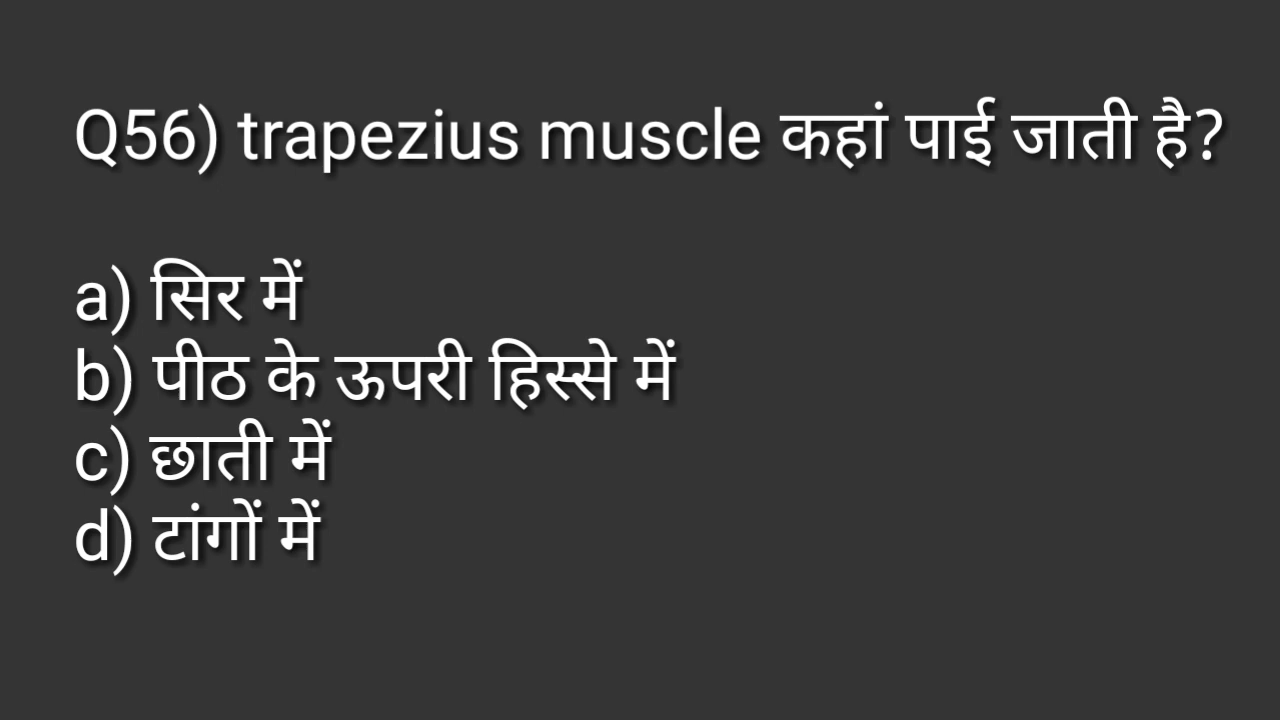 Q56) trapezius muscle कहां पाई जाती है?
a) सिर में
b) पीठ के ऊपरी हिस्से में
c) छाती में
d) टांगों में